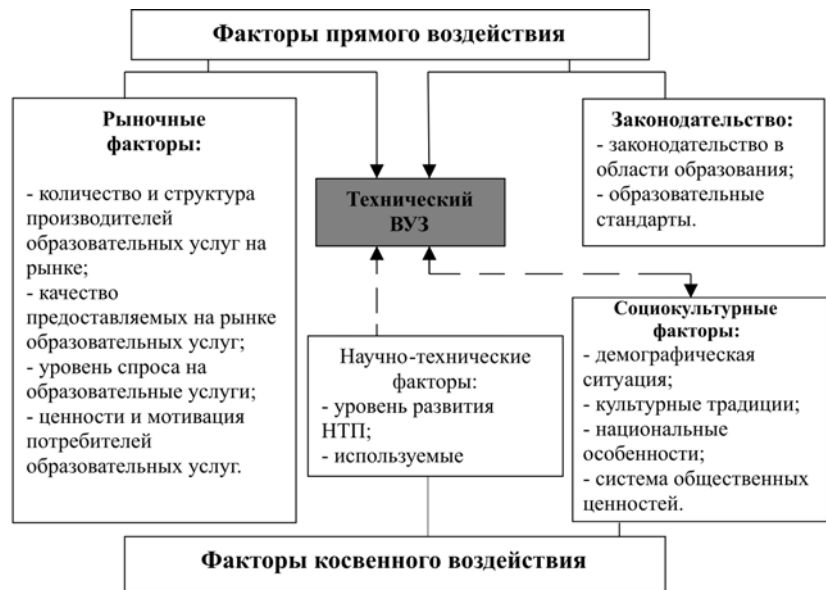 Факторы прямого воздействия
Рыночные
факторы:
- количество и структура
производителей
образовательных услуг на
рынке;
- качество
предоставляемых на рынке
образовательных услуг;
- уровень спроса на
образовательные услуги;
- ценности и мотивация
потребителей
образовательных услуг.
Технический
ВУЗ
Законодательство:
- законодательство в
области образования;
- образовательные
стандарты.
Научно-технические
факторы:
- уровень развития
НТП;
- используемые
Социокультурные
факторы:
- демографическая
ситуация;
- культурные традиции;
- национальные
особенности;
- система общественных
ценностей.
Факторы косвенного воздействия